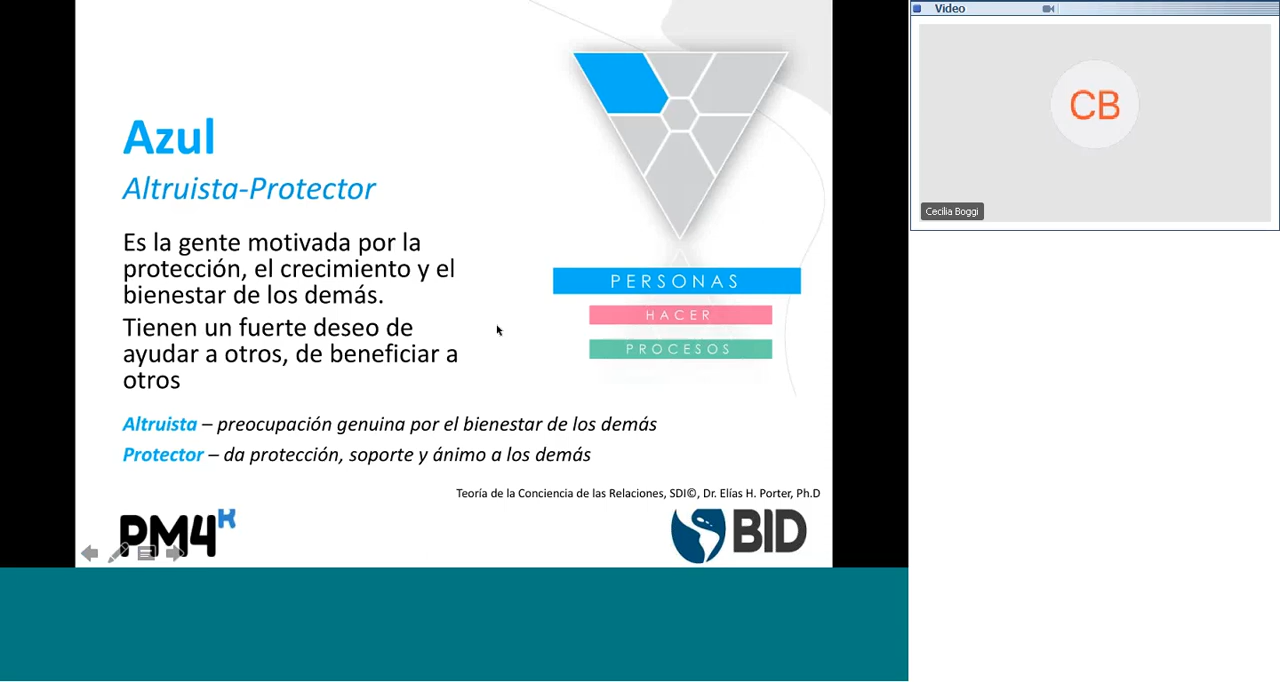 Azul
Altruista-Protector
Es la gente motivada por la
protección, el crecimiento y el
bienestar de los demás.
Tienen un fuerte deseo de
ayudar a otros, de beneficiar a
otros
Altruista – preocupación genuina por el bienestar de los demás
Protector – da protección, soporte y ánimo a los demás
PERSONAS
HACER
PROCESOS
Teoría de la Conciencia de las Relaciones, SDI©, Dr. Elías H. Porter, Ph.D
PM4R
BID
Video
CB
Cecilia Boggi